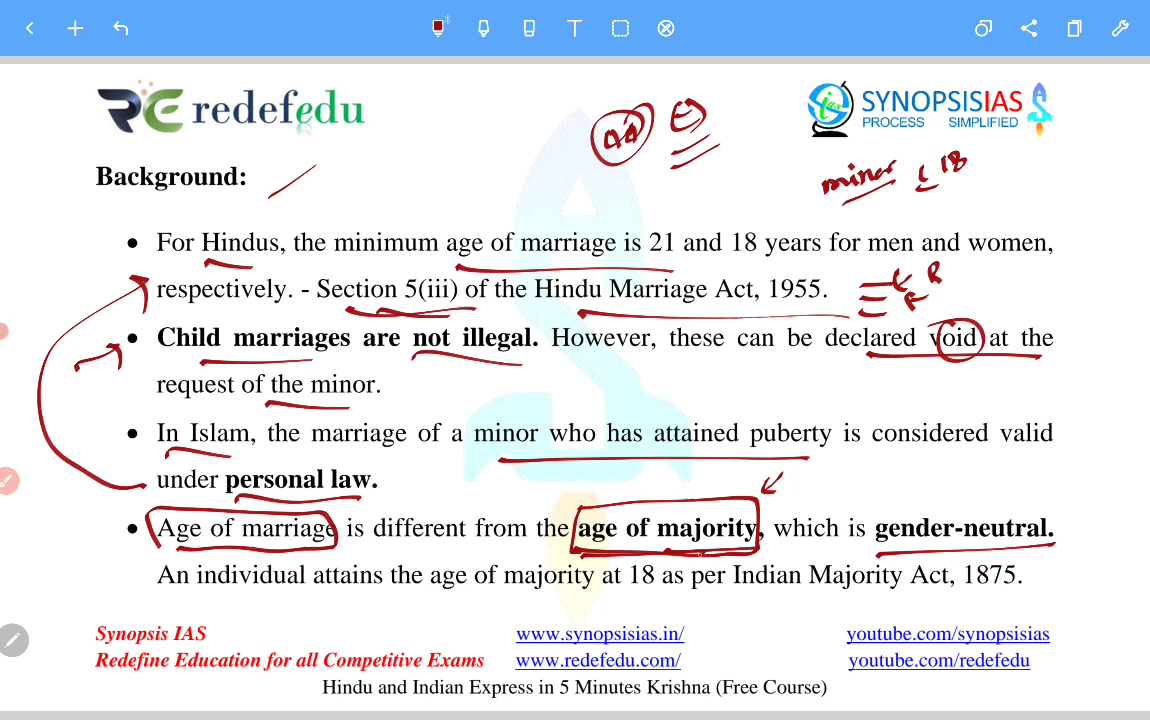 redefedu
SYNOPSISIAS
PROCESS SIMPLIFIED
minor < 18
Background:
• For Hindus, the minimum age of marriage is 21 and 18 years for men and women,
respectively. - Section 5(iii) of the Hindu Marriage Act, 1955.
• Child marriages are not illegal. However, these can be declared void at the
request of the minor.
• In Islam, the marriage of a minor who has attained puberty is considered valid
under personal law.
• Age of marriage is different from the age of majority, which is gender-neutral.
An individual attains the age of majority at 18 as per Indian Majority Act, 1875.
Synopsis IAS www.synopsisias.in/ youtube.com/synopsisias
Redefine Education for all Competitive Exams www.redefedu.com/ youtube.com/redefedu
Hindu and Indian Express in 5 Minutes Krishna (Free Course)